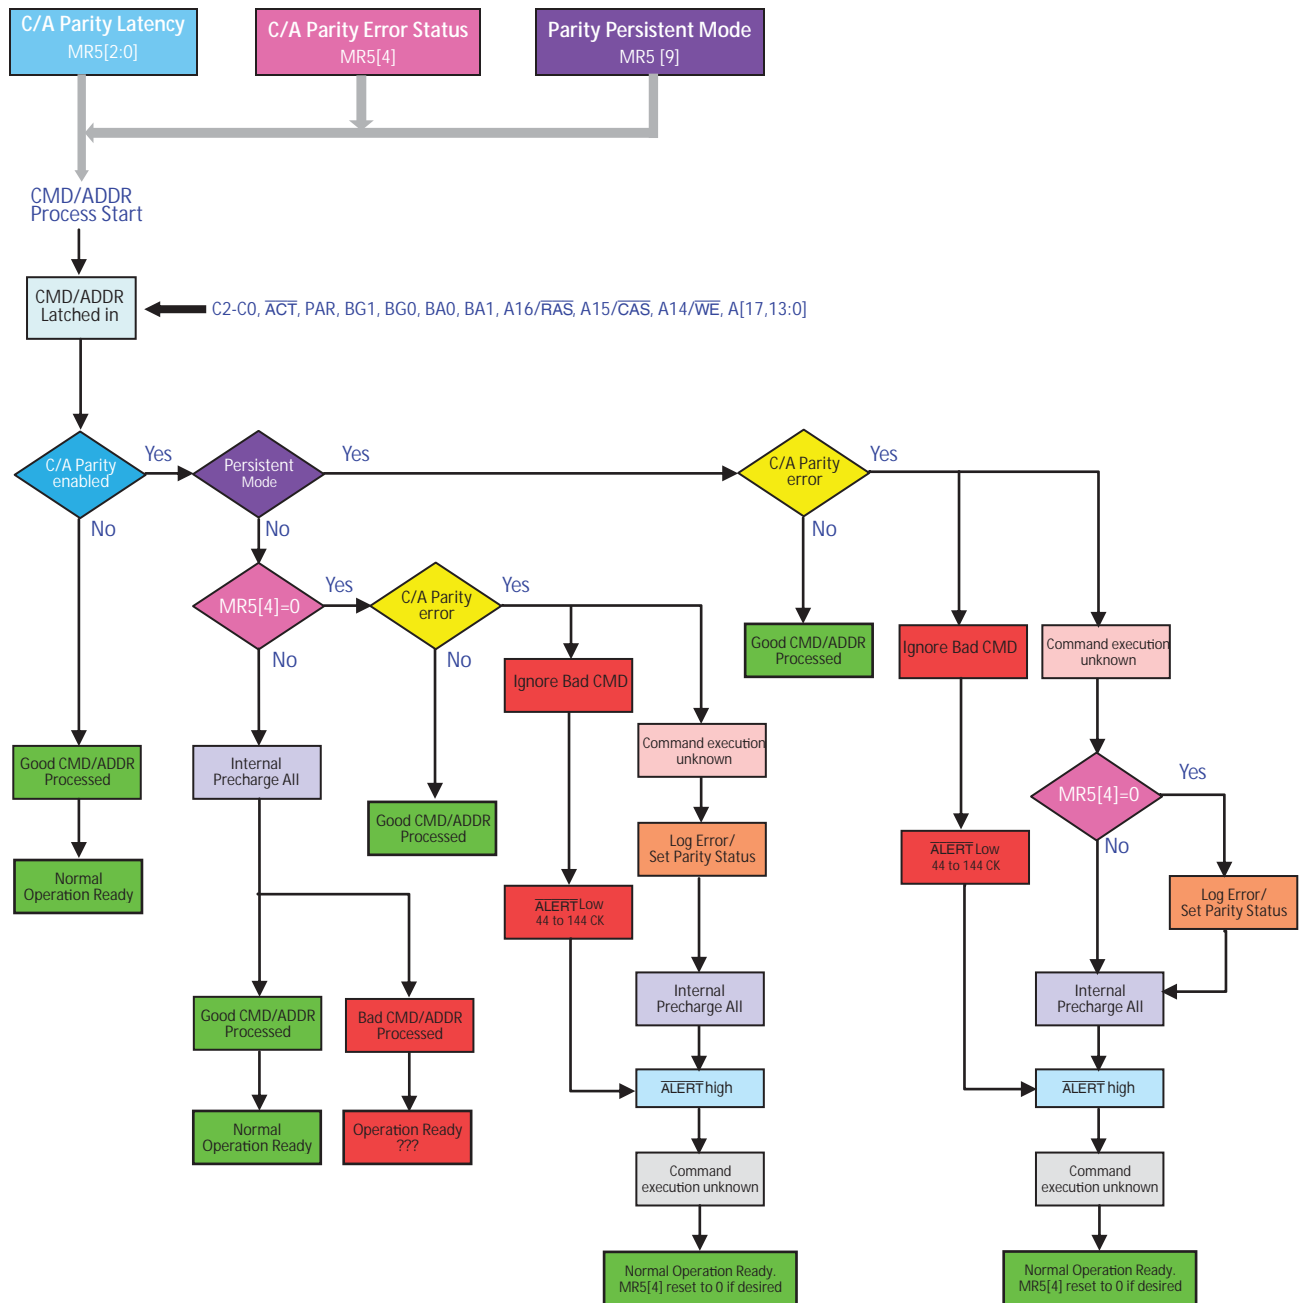 C/A Parity Latency
MR5[2:0]
C/A Parity Error Status
MR5[4]
Parity Persistent Mode
MR5 [9]
CMD/ADDR
Process Start
CMD/ADDR
Latched in
C2-C0, A̅C̅T̅, PAR, BG1, BG0, BA0, BA1, A16/R̅A̅S̅, A15/C̅A̅S̅, A14/W̅E̅, A[17,13:0]
C/A Parity
enabled
Yes
No
Persistent
Mode
Yes
No
C/A Parity
error
Yes
No
MR5[4]=0
Yes
No
C/A Parity
error
Yes
No
Good CMD/ADDR
Processed
Ignore Bad CMD
Command execution
unknown
Ignore Bad CMD
Command execution
unknown
Good CMD/ADDR
Processed
Internal
Precharge All
MR5[4]=0
Yes
No
Good CMD/ADDR
Processed
Log Error/
Set Parity Status
A̅L̅E̅R̅T̅ Low
44 to 144 CK
Normal
Operation Ready
A̅L̅E̅R̅T̅ Low
44 to 144 CK
Log Error/
Set Parity Status
Internal
Precharge All
Internal
Precharge All
Good CMD/ADDR
Processed
Bad CMD/ADDR
Processed
A̅L̅E̅R̅T̅ high
A̅L̅E̅R̅T̅ high
Normal
Operation Ready
Operation Ready
???
Command
execution unknown
Command
execution unknown
Normal Operation Ready.
MR5[4] reset to 0 if desired
Normal Operation Ready.
MR5[4] reset to 0 if desired